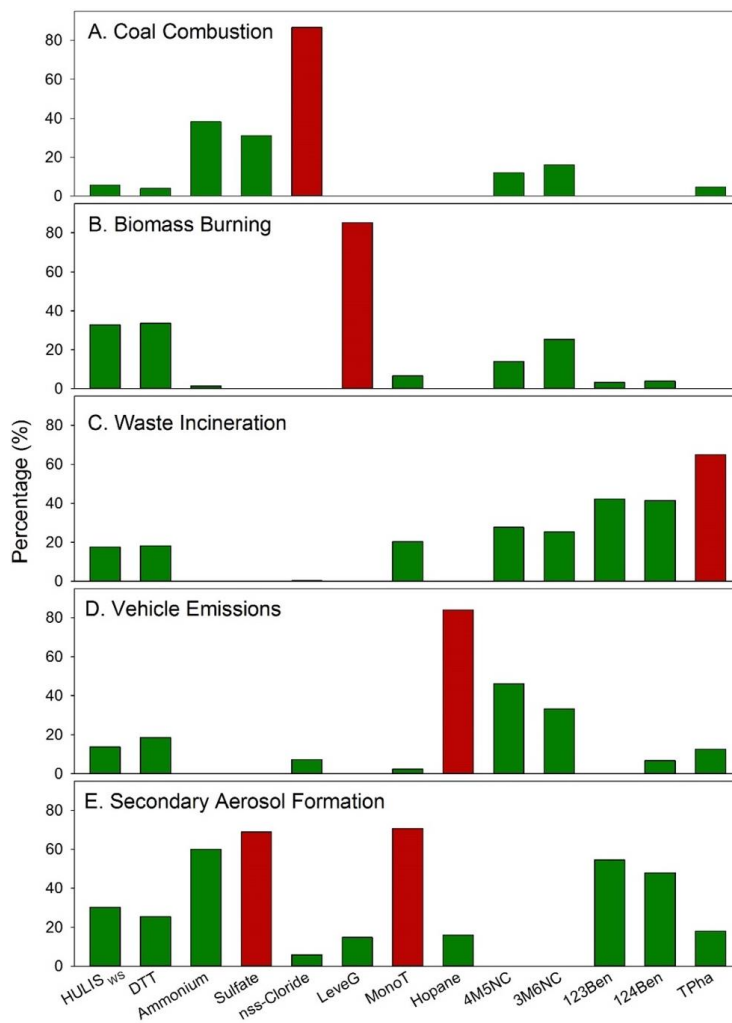 A. Coal Combustion
80
60
40
20
0
B. Biomass Burning
80
60
40
20
0
C. Waste Incineration
80
60
40
20
0
D. Vehicle Emissions
80
60
40
20
0
E. Secondary Aerosol Formation
80
60
40
20
0
Percentage (%)
HULIS ws
DTT
Ammonium
Sulfate
nss-Cloride
LeveG
MonoT
Hopane
4M5NC
3M6NC
123Ben
124Ben
TPha